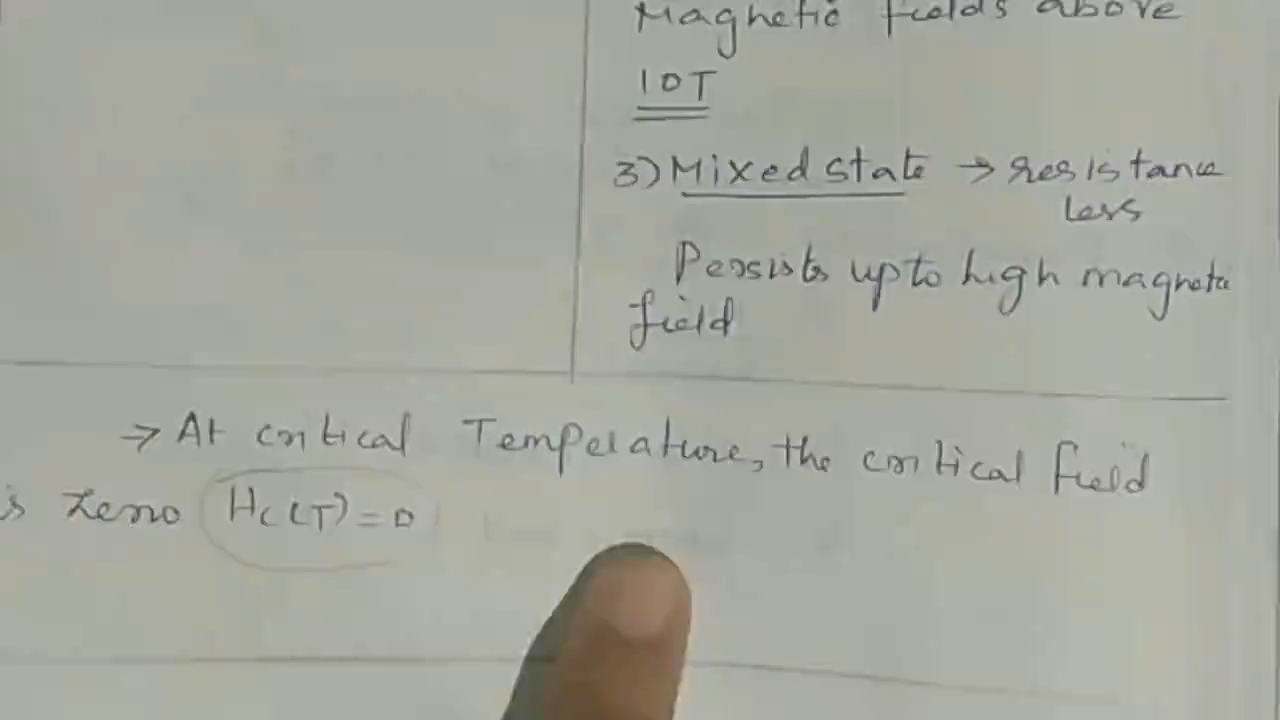 Magnetic fields above
10T
3) Mixed state → resistance
less
Persists upto high magnetic
field
→ At critical Temperature, the critical field
is zero Hc(T)=0